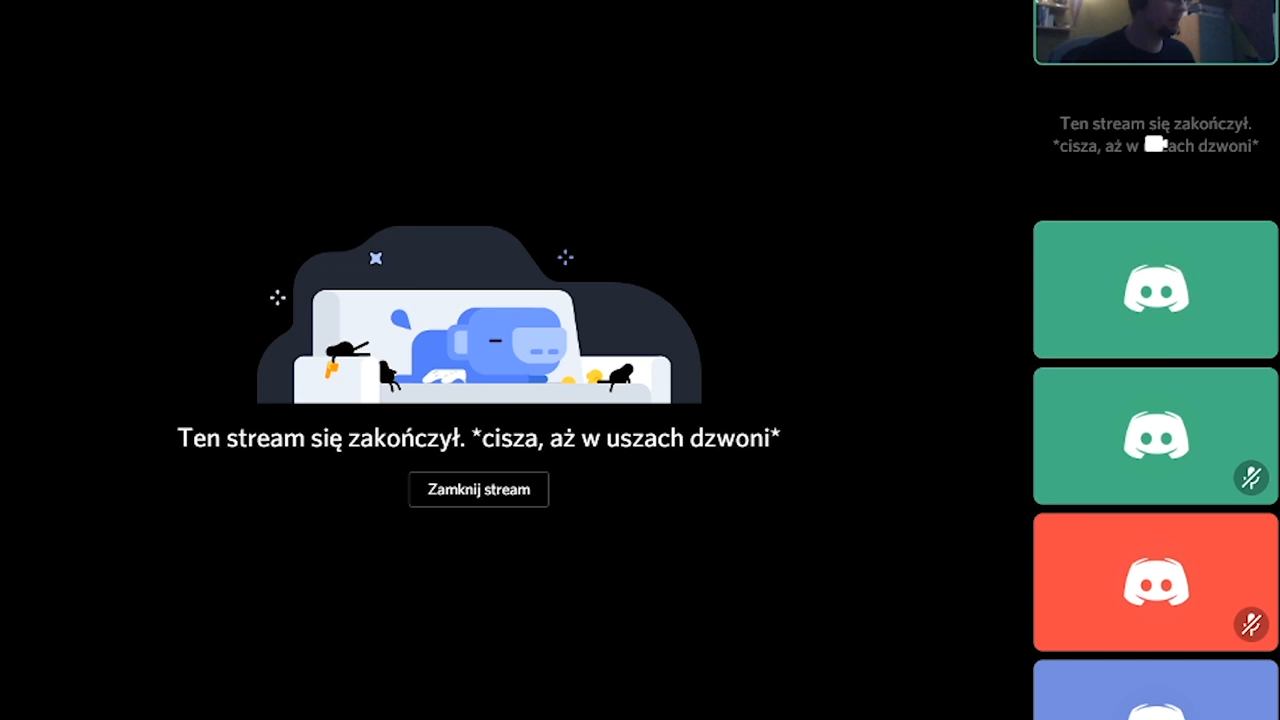 Ten stream się zakończył.
*cisza, aż w ach dzwoni*
Ten stream się zakończył. *cisza, aż w uszach dzwoni*
Zamknij stream